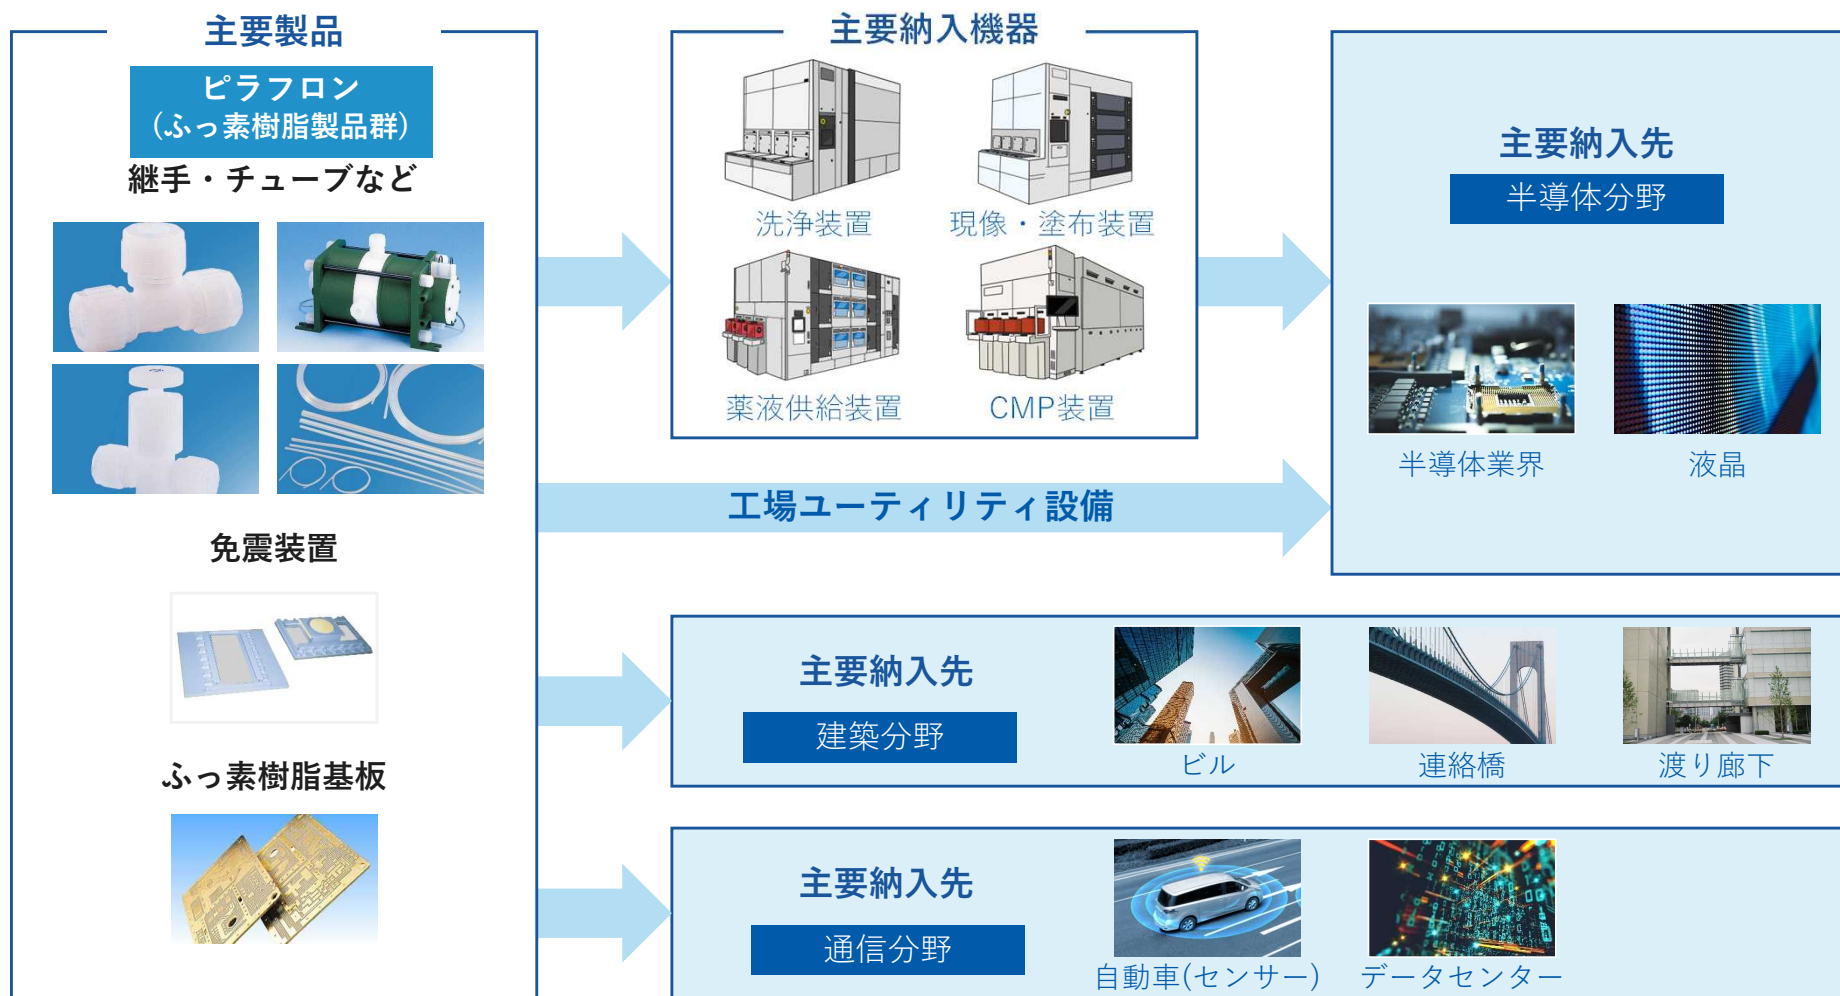 主要製品
ピラフロン
(ふっ素樹脂製品群)
継手・チューブなど
免震装置
ふっ素樹脂基板
主要納入機器
洗浄装置
現像・塗布装置
薬液供給装置
CMP装置
工場ユーティリティ設備
主要納入先
半導体分野
半導体業界
液晶
主要納入先
建築分野
ビル
連絡橋
渡り廊下
主要納入先
通信分野
自動車(センサー)
データセンター